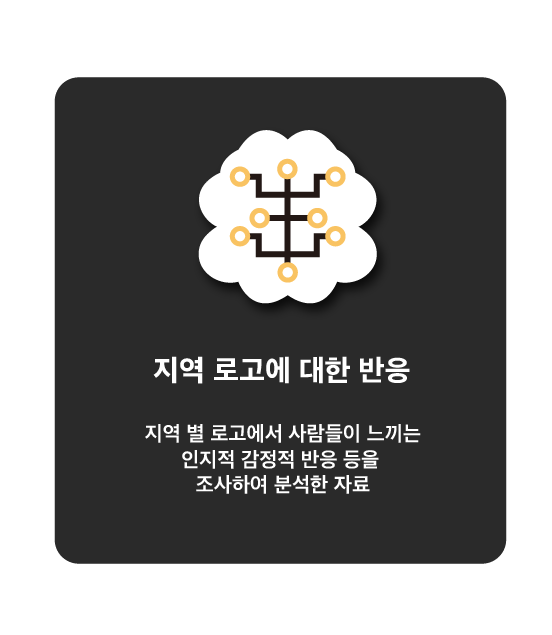 지역 로고에 대한 반응
지역 별 로고에서 사람들이 느끼는
인지적 감정적 반응 등을
조사하여 분석한 자료